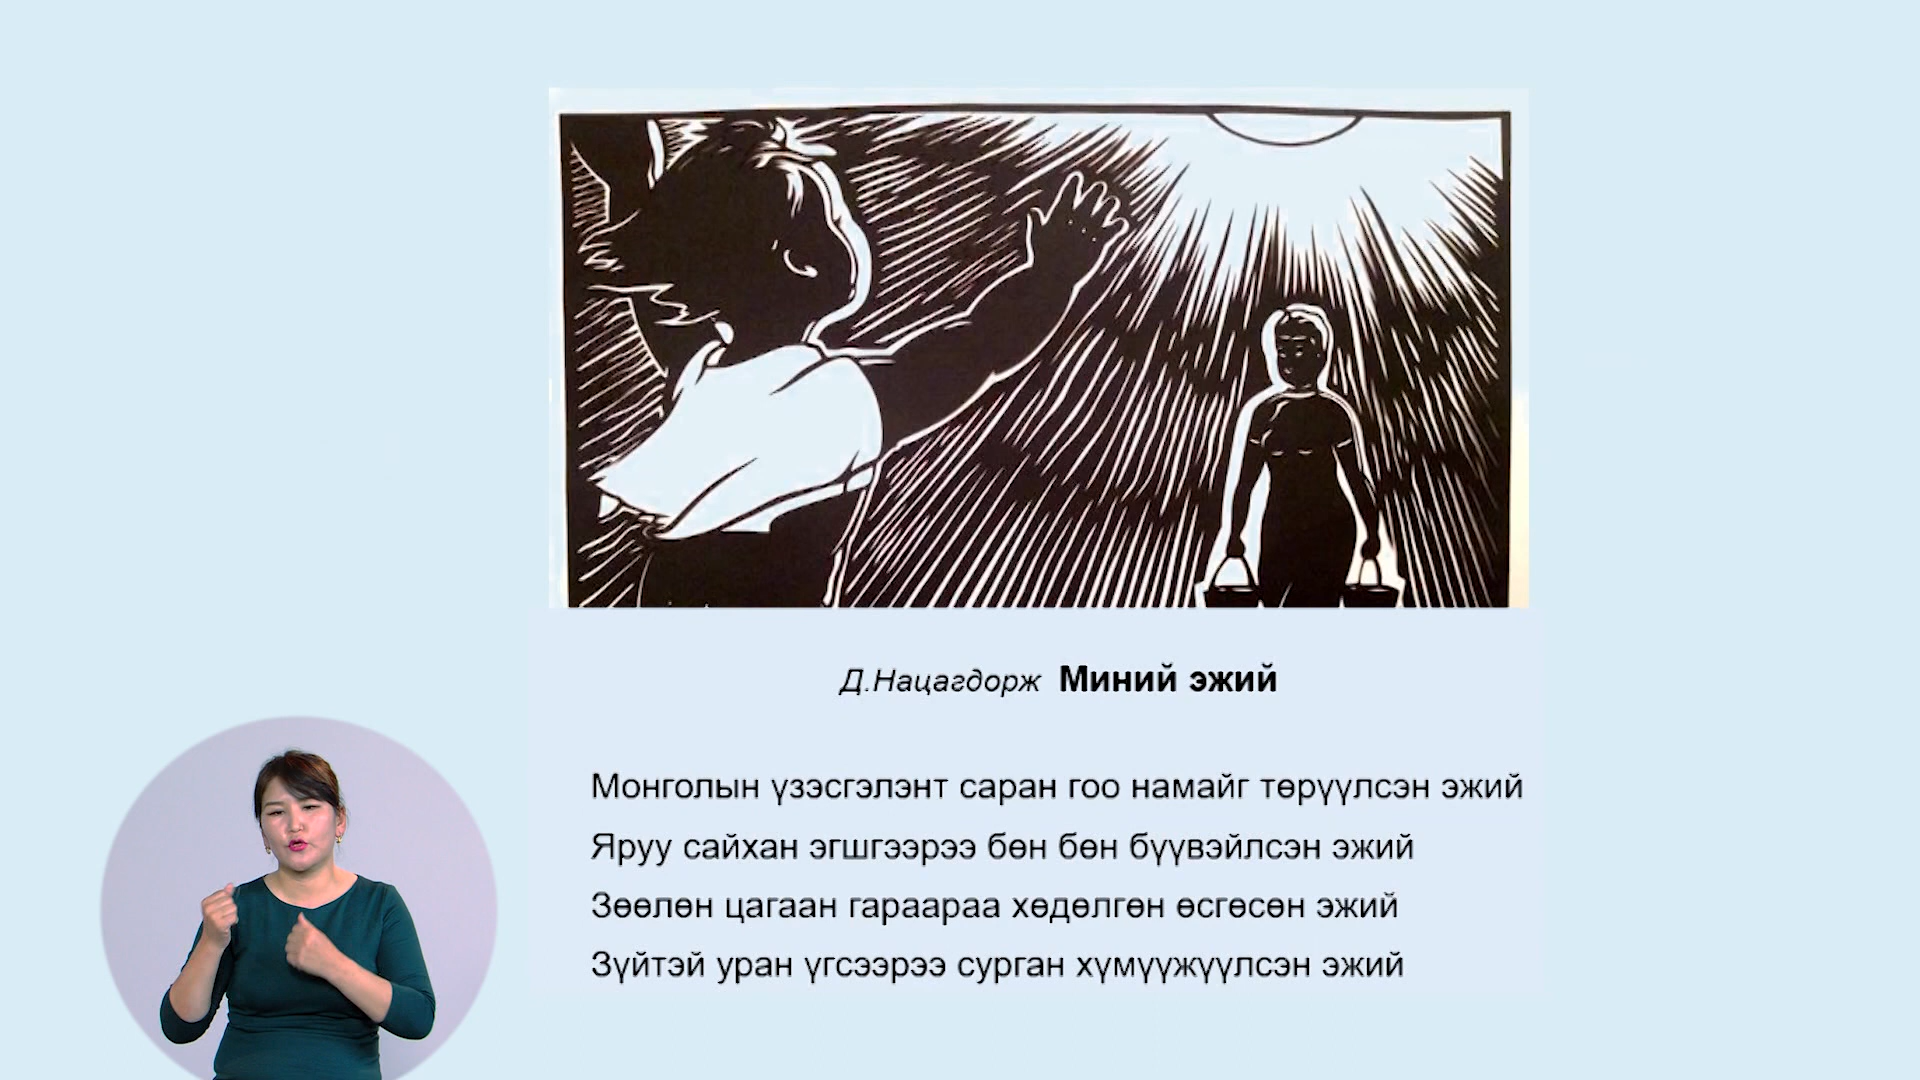 Д.Нацагдорж Миний эжий
Монголын үзэсгэлэнт саран гоо намайг төрүүлсэн эжий
Яруу сайхан эгшгээрээ бөн бөн бүүвэйлсэн эжий
Зөөлөн цагаан гараараа хөдөлгөн өсгөсөн эжий
Зүйтэй уран үгсээрээ сурган хүмүүжүүлсэн эжий